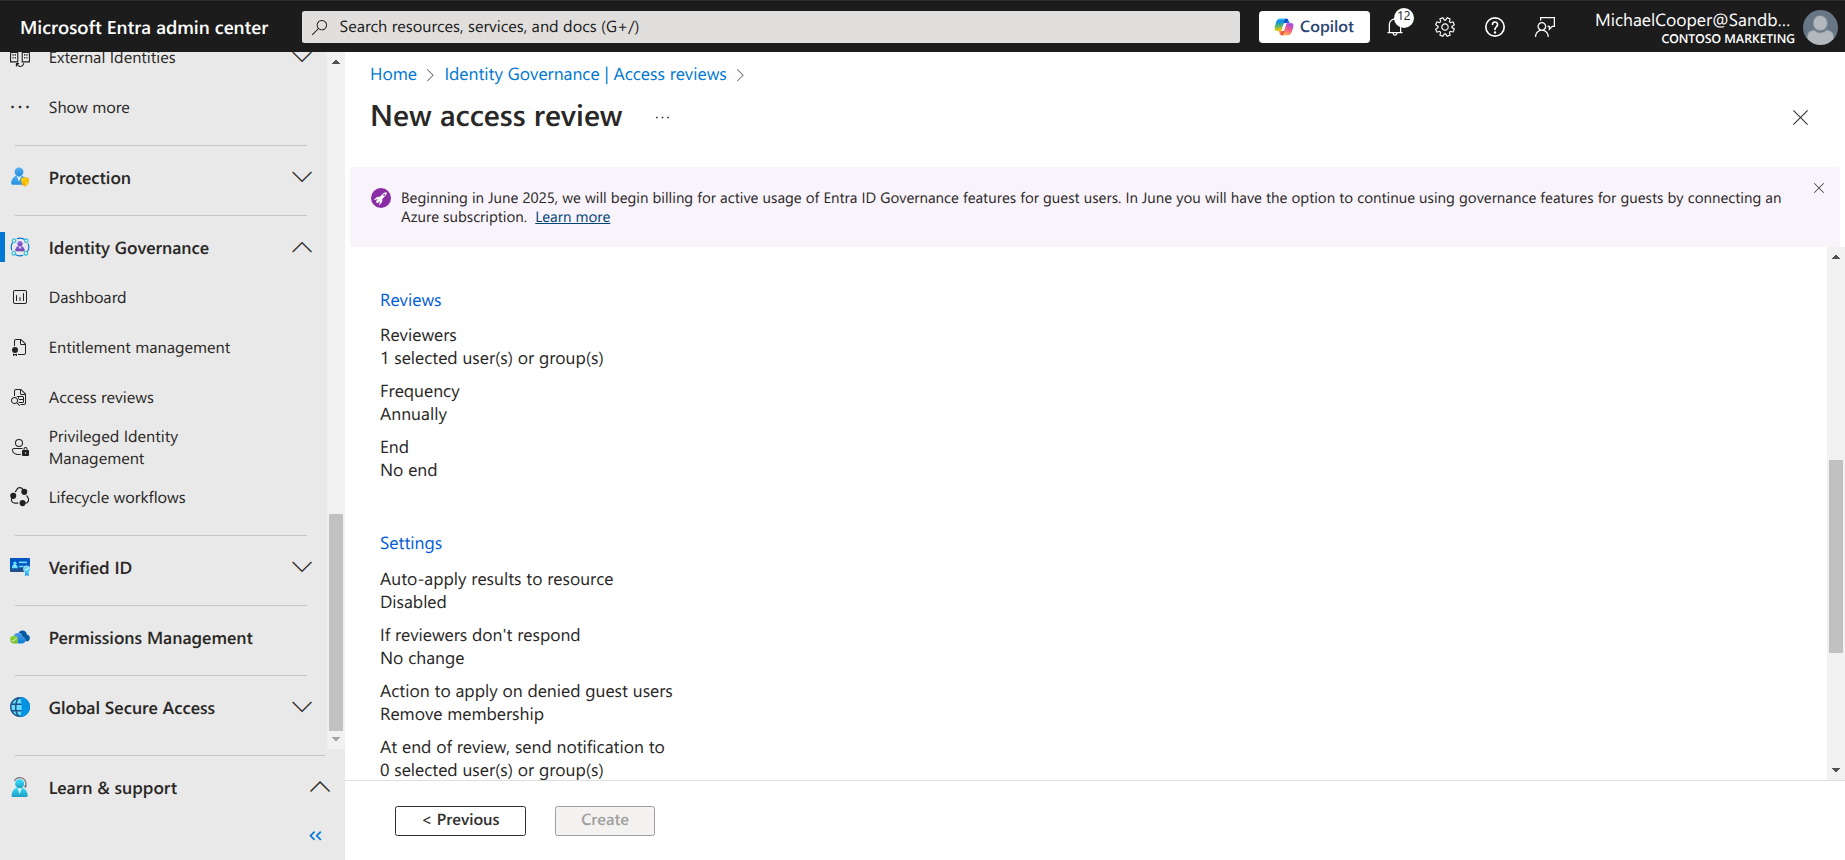 Microsoft Entra admin center
Search resources, services, and docs (G+/)
Copilot
12
MichaelCooper@Sandb...
CONTOSO MARKETING
External Identities
Show more
Protection
Identity Governance
Dashboard
Entitlement management
Access reviews
Privileged Identity
Management
Lifecycle workflows
Verified ID
Permissions Management
Global Secure Access
Learn & support
Home
Identity Governance | Access reviews
New access review
Beginning in June 2025, we will begin billing for active usage of Entra ID Governance features for guest users. In June you will have the option to continue using governance features for guests by connecting an
Azure subscription. Learn more
Reviews
Reviewers
1 selected user(s) or group(s)
Frequency
Annually
End
No end
Settings
Auto-apply results to resource
Disabled
If reviewers don't respond
No change
Action to apply on denied guest users
Remove membership
At end of review, send notification to
0 selected user(s) or group(s)
< Previous
Create